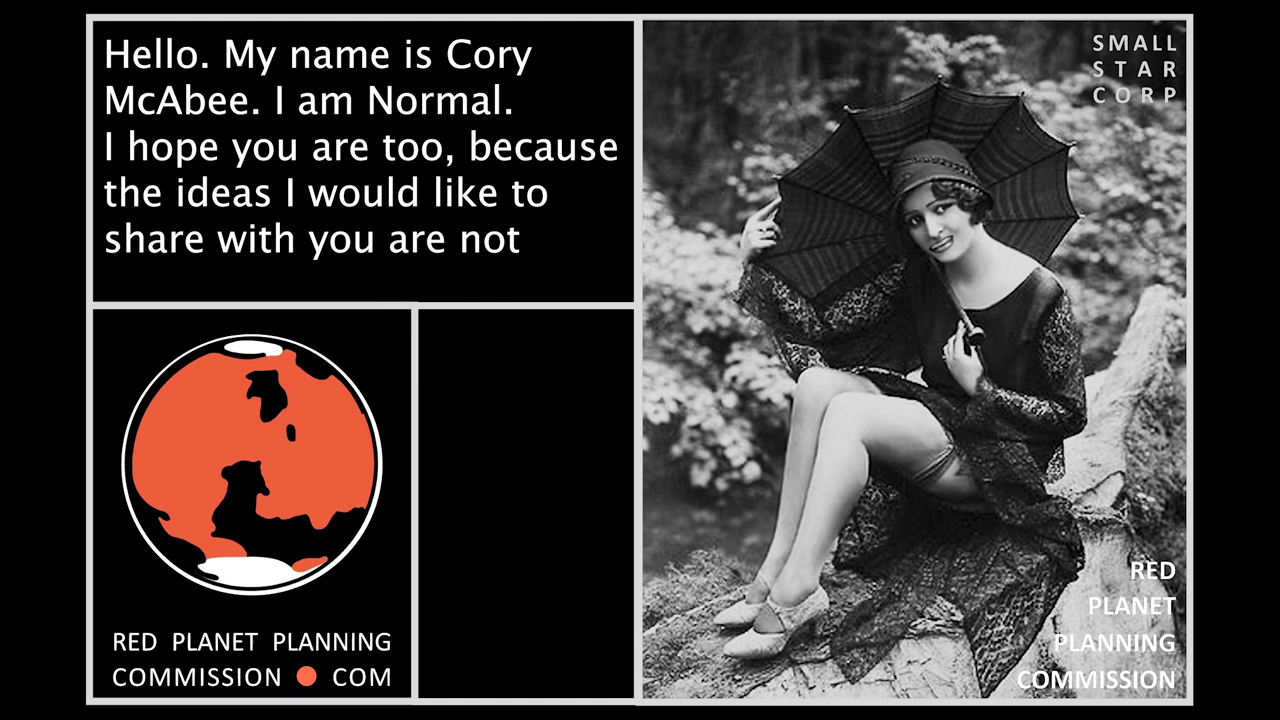 Hello. My name is Cory
McAbee. I am Normal.
I hope you are too, because
the ideas I would like to
share with you are not
RED PLANET PLANNING
COMMISSION COM
SMALL
STAR
CORP
RED
PLANET
PLANNING
COMMISSION